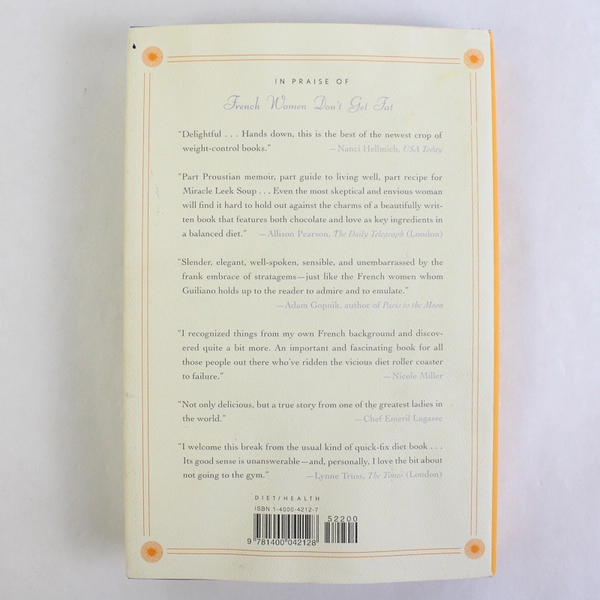 IN PRAISE OF
French Women Don't Get Fat
"Delightful . . . Hands down, this is the best of the newest crop of
weight-control books." —Nanci Hellmich, USA Today
"Part Proustian memoir, part guide to living well, part recipe for
Miracle Leek Soup . . . Even the most skeptical and envious woman
will find it hard to hold out against the charms of a beautifully writ-
ten book that features both chocolate and love as key ingredients in
a balanced diet." —Allison Pearson, The Daily Telegraph (London)
"Slender, elegant, well-spoken, sensible, and unembarrassed by the
frank embrace of stratagems—just like the French women whom
Guiliano holds up to the reader to admire and to emulate."
—Adam Gopnik, author of Paris to the Moon
"I recognized things from my own French background and discov-
ered quite a bit more. An important and fascinating book for all
those people out there who've ridden the vicious diet roller coaster
to failure." —Nicole Miller
"Not only delicious, but a true story from one of the greatest ladies in
the world." —Chef Emeril Lagasse
"I welcome this break from the usual kind of quick-fix diet book . . .
Its good sense is unanswerable—and, personally, I love the bit about
not going to the gym." —Lynne Truss, The Times (London)
DIET/HEALTH
ISBN 1-4000-4212-7
52200
9 781400 042128